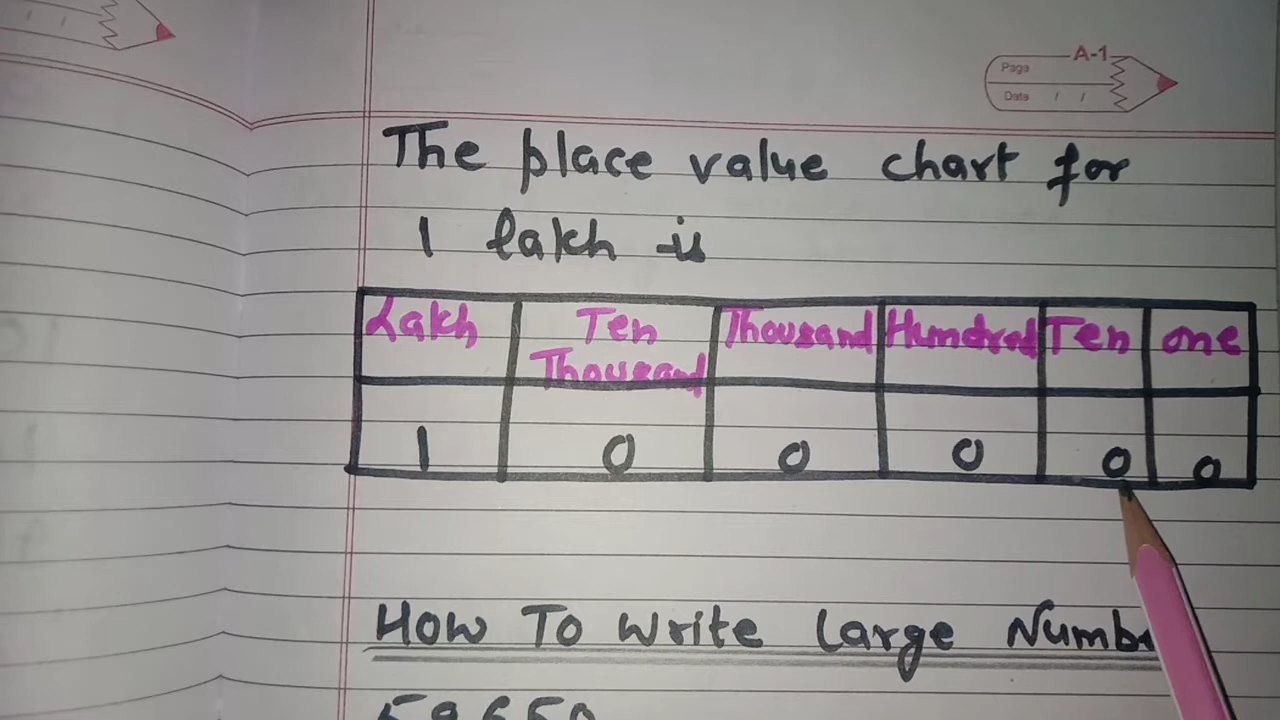 A-1
Page
Date / /
The place value chart for
1 lakh is
Lakh Ten Thousand Thousand Hundred Ten one
1 0 0 0 0 0
How To Write Large